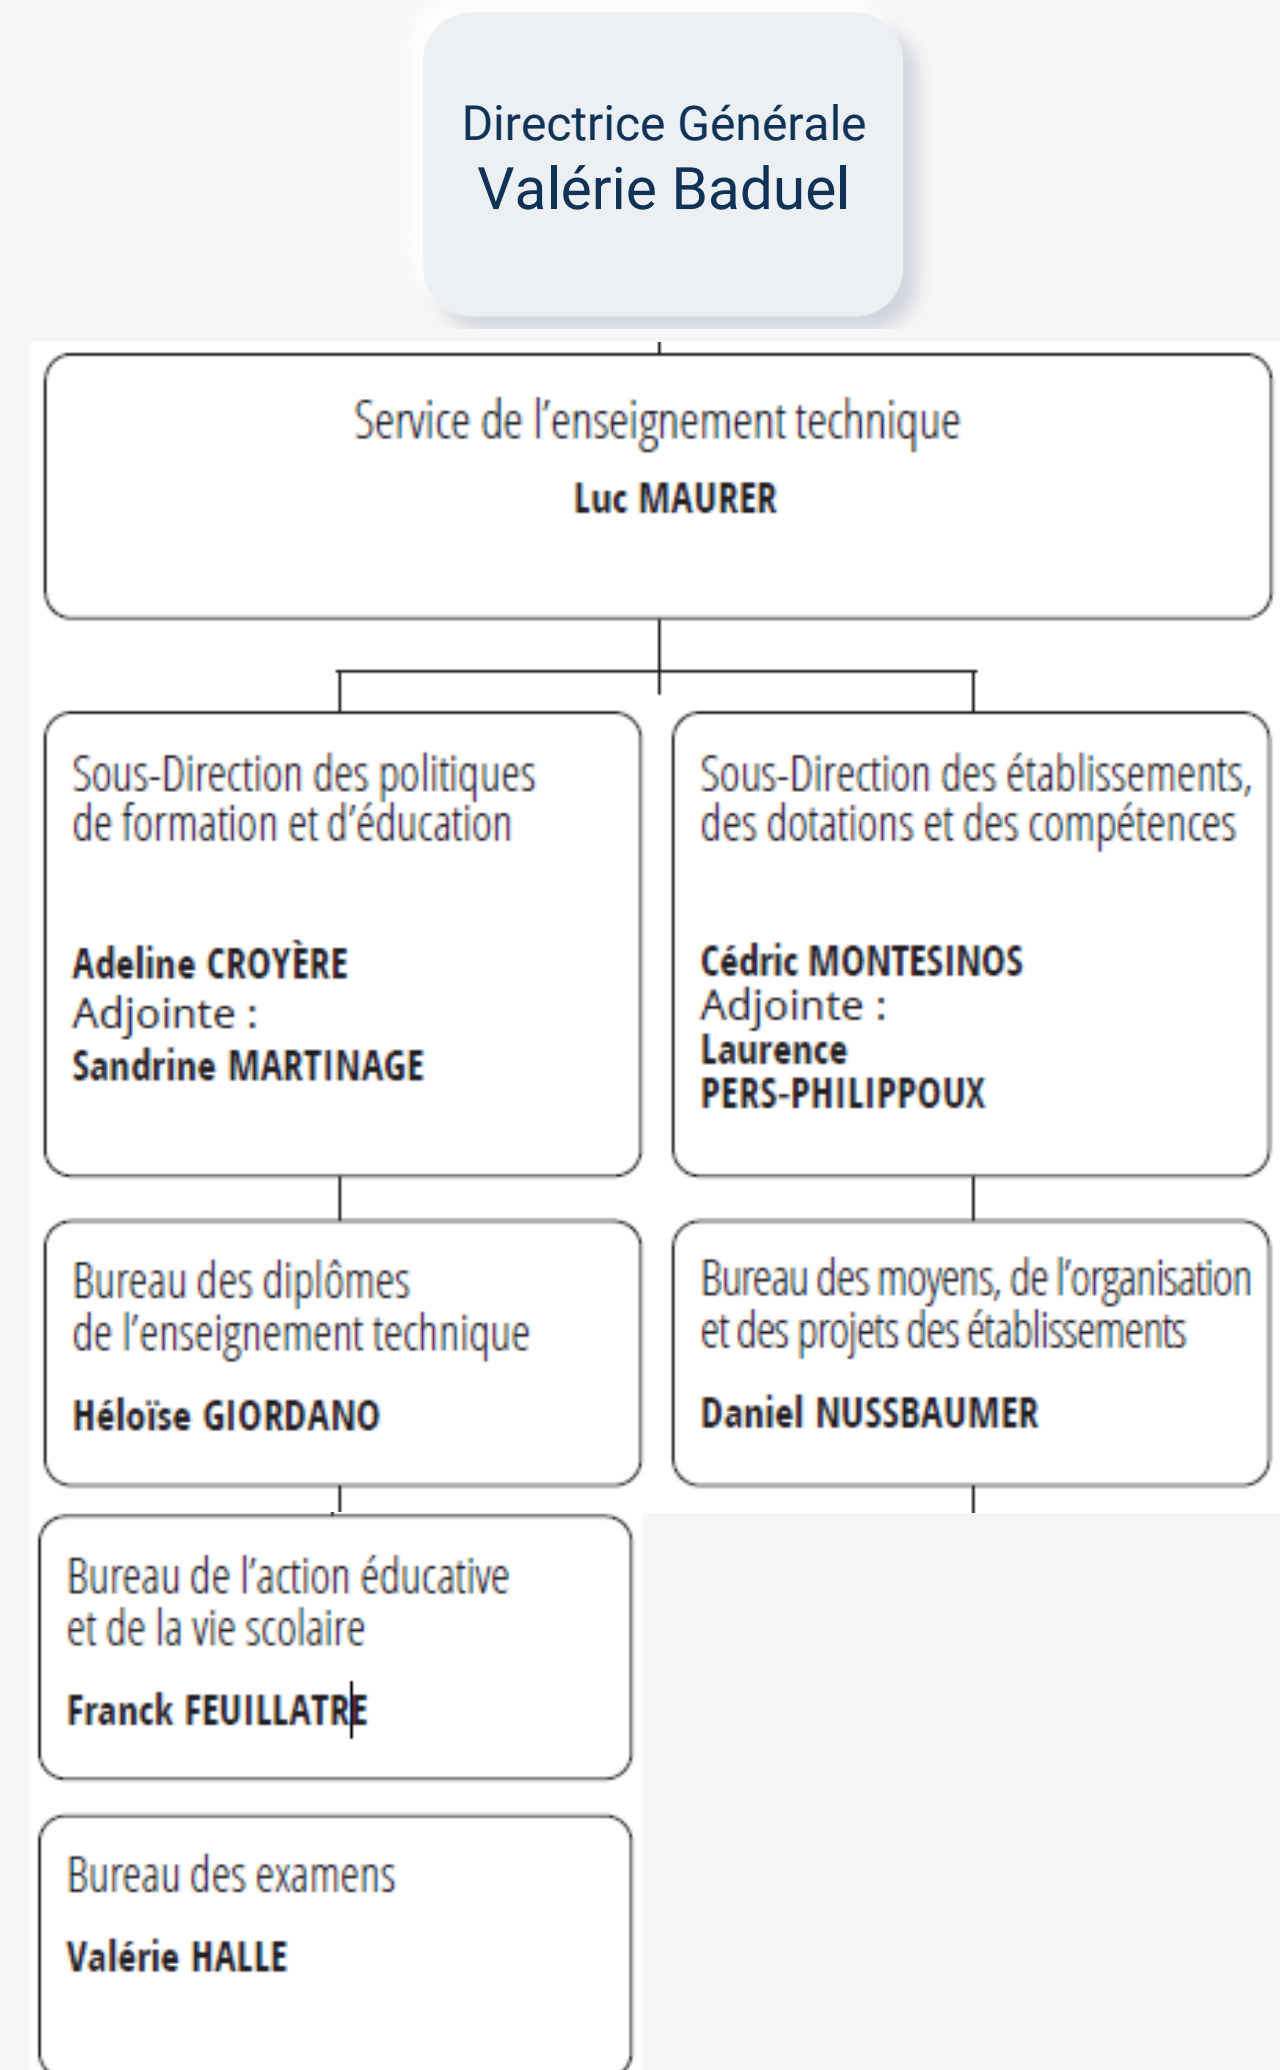 Directrice Générale
Valérie Baduel
Service de l’enseignement technique
Luc MAURER
Sous-Direction des politiques
de formation et d’éducation
Adeline CROYÈRE
Adjointe :
Sandrine MARTINAGE
Sous-Direction des établissements,
des dotations et des compétences
Cédric MONTESINOS
Adjointe :
Laurence
PERS-PHILIPPOUX
Bureau des diplômes
de l’enseignement technique
Héloïse GIORDANO
Bureau des moyens, de l’organisation
et des projets des établissements
Daniel NUSSBAUMER
Bureau de l’action éducative
et de la vie scolaire
Franck FEUILLATRE
Bureau des examens
Valérie HALLE